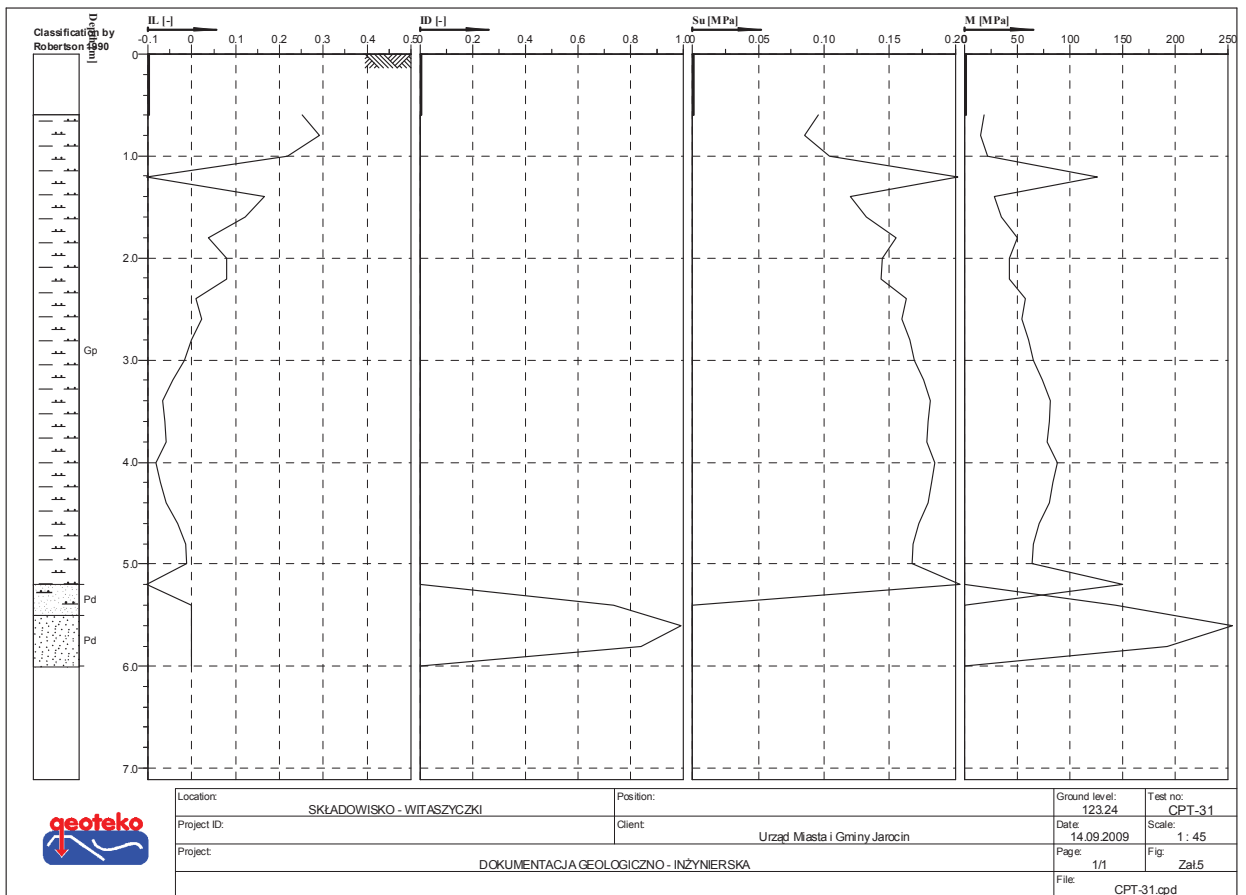 Classification by
Robertson 1990
Depth [m]
IL [-]
-0.1 0 0.1 0.2 0.3 0.4 0.5
ID [-]
0 0.2 0.4 0.6 0.8 1.0
Su [MPa]
0 0.05 0.10 0.15 0.20
M [MPa]
0 50 100 150 200 250
0
1.0
2.0
3.0
4.0
5.0
6.0
7.0
Gp
Pd
Pd
geoteko
Location:
SKŁADOWISKO - WITASZYCZKI
Position:
Ground level:
123.24
Test no:
CPT-31
Project ID:
Client:
Urząd Miasta i Gminy Jarocin
Date:
14.09.2009
Scale:
1 : 45
Project:
DOKUMENTACJA GEOLOGICZNO - INŻYNIERSKA
Page:
1/1
Fig:
Zał.5
File:
CPT-31.cpd